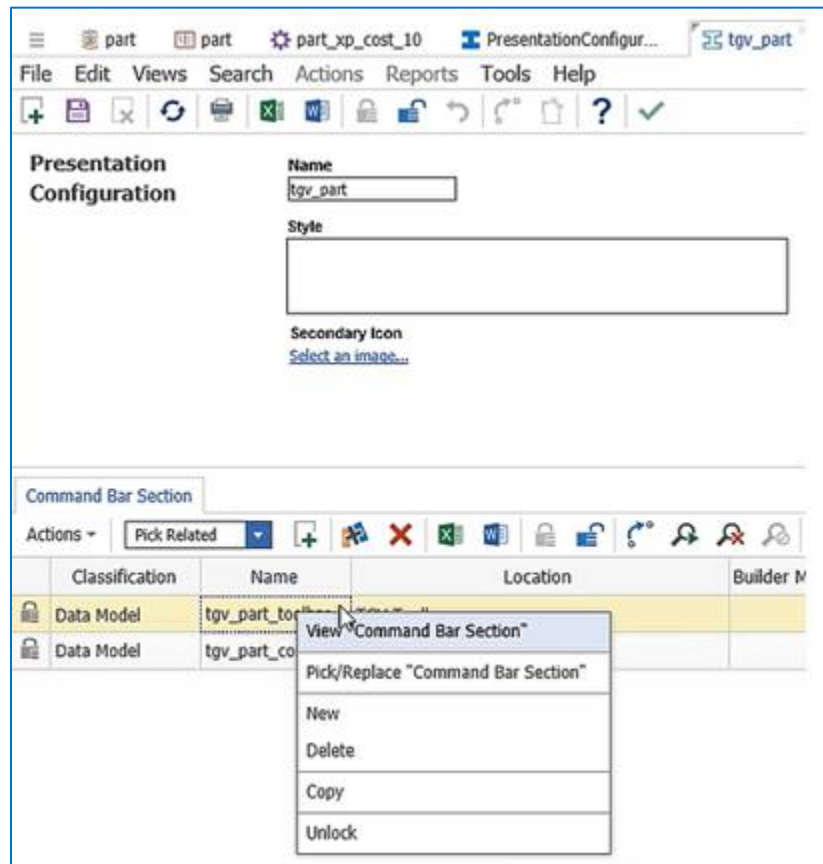 part part part_xp_cost_10 PresentationConfigur... tgv_part
File Edit Views Search Actions Reports Tools Help
Presentation
Configuration
Name
tgv_part
Style
Secondary Icon
Select an image...
Command Bar Section
Actions Pick Related
Classification Name Location Builder M
Data Model
View "Command Bar Section"
Data Model tgv_part_co
Pick/Replace "Command Bar Section"
New
Delete
Copy
Unlock